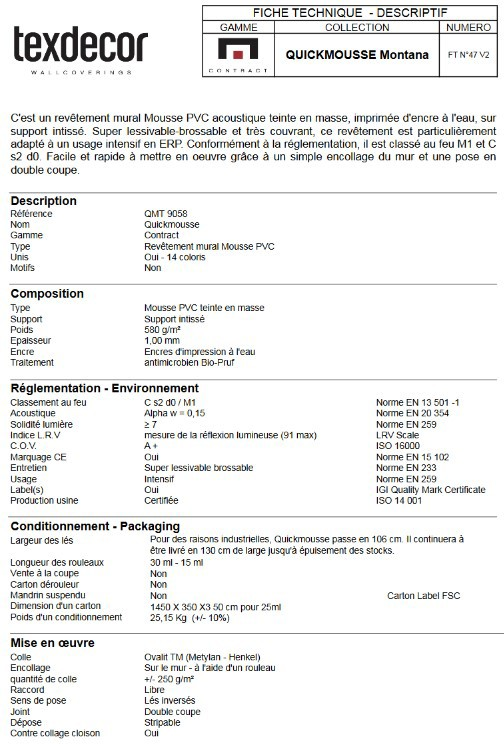 texdecor
WALLCOVERINGS
FICHE TECHNIQUE - DESCRIPTIF
GAMME COLLECTION NUMERO
CONTRACT QUICKMOUSSE Montana FT N°47 V2
C'est un revêtement mural Mousse PVC acoustique teinte en masse, imprimée d'encre à l'eau, sur
support intissé. Super lessivable-brossable et très couvrant, ce revêtement est particulièrement
adapté à un usage intensif en ERP. Conformément à la réglementation, il est classé au feu M1 et C
s2 d0. Facile et rapide à mettre en oeuvre grâce à un simple encollage du mur et une pose en
double coupe.
Description
Référence QMT 9058
Nom Quickmousse
Gamme Contract
Type Revêtement mural Mousse PVC
Unis Oui - 14 coloris
Motifs Non
Composition
Type Mousse PVC teinte en masse
Support Support intissé
Poids 580 g/m²
Epaisseur 1,00 mm
Encre Encres d'impression à l'eau
Traitement antimicrobien Bio-Pruf
Réglementation - Environnement
Classement au feu C s2 d0 / M1 Norme EN 13 501 -1
Acoustique Alpha w = 0,15 Norme EN 20 354
Solidité lumière ≥ 7 Norme EN 259
Indice L.R.V mesure de la réflexion lumineuse (91 max) LRV Scale
C.O.V. A + ISO 16000
Marquage CE Oui Norme EN 15 102
Entretien Super lessivable brossable Norme EN 233
Usage Intensif Norme EN 259
Label(s) Oui IGI Quality Mark Certificate
Production usine Certifiée ISO 14 001
Conditionnement - Packaging
Largeur des lés Pour des raisons industrielles, Quickmousse passe en 106 cm. Il continuera à
être livré en 130 cm de large jusqu'à épuisement des stocks.
Longueur des rouleaux 30 ml - 15 ml
Vente à la coupe Non
Carton dérouleur Non
Mandrin suspendu Non Carton Label FSC
Dimension d'un carton 1450 X 350 X3 50 cm pour 25ml
Poids d'un conditionnement 25,15 Kg (+/- 10%)
Mise en œuvre
Colle Ovalit TM (Metylan - Henkel)
Encollage Sur le mur - à l'aide d'un rouleau
quantité de colle +/- 250 g/m²
Raccord Libre
Sens de pose Lés inversés
Joint Double coupe
Dépose Stripable
Contre collage cloison Oui